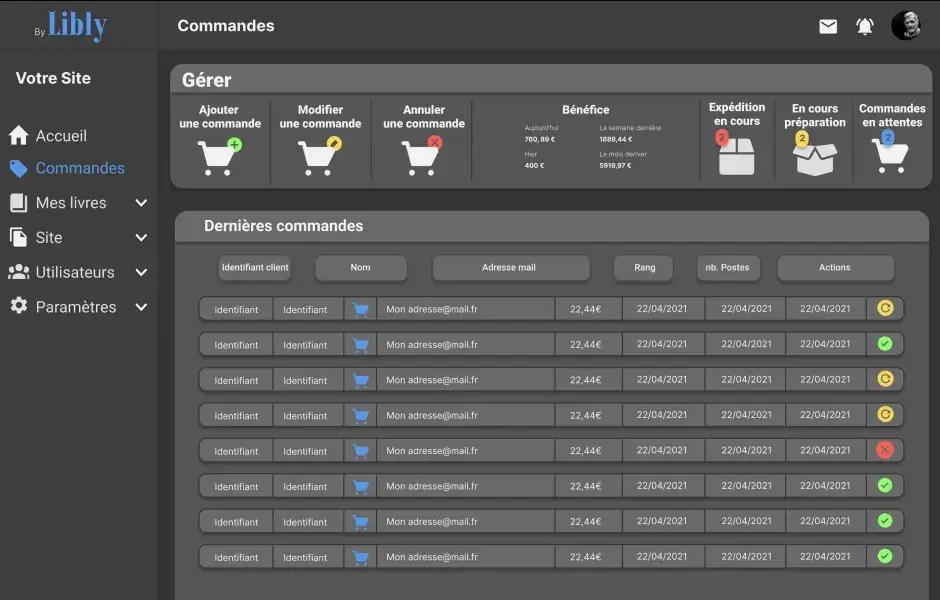 By Libly
Commandes
Votre Site
Accueil
Commandes
Mes livres
Site
Utilisateurs
Paramètres
Gérer
Ajouter
une commande
Modifier
une commande
Annuler
une commande
Bénéfice
Aujourd'hui
760, 89 €
La semaine dernière
1689,44 €
Hier
400 €
Le mois dernier
5919,97 €
Expédition
en cours
2
En cours
préparation
2
Commandes
en attentes
2
Dernières commandes
Identifiant client Nom Adresse mail Rang nb. Postes Actions
Identifiant Identifiant Mon adresse@mail.fr 22,44€ 22/04/2021 22/04/2021 22/04/2021
Identifiant Identifiant Mon adresse@mail.fr 22,44€ 22/04/2021 22/04/2021 22/04/2021
Identifiant Identifiant Mon adresse@mail.fr 22,44€ 22/04/2021 22/04/2021 22/04/2021
Identifiant Identifiant Mon adresse@mail.fr 22,44€ 22/04/2021 22/04/2021 22/04/2021
Identifiant Identifiant Mon adresse@mail.fr 22,44€ 22/04/2021 22/04/2021 22/04/2021
Identifiant Identifiant Mon adresse@mail.fr 22,44€ 22/04/2021 22/04/2021 22/04/2021
Identifiant Identifiant Mon adresse@mail.fr 22,44€ 22/04/2021 22/04/2021 22/04/2021
Identifiant Identifiant Mon adresse@mail.fr 22,44€ 22/04/2021 22/04/2021 22/04/2021